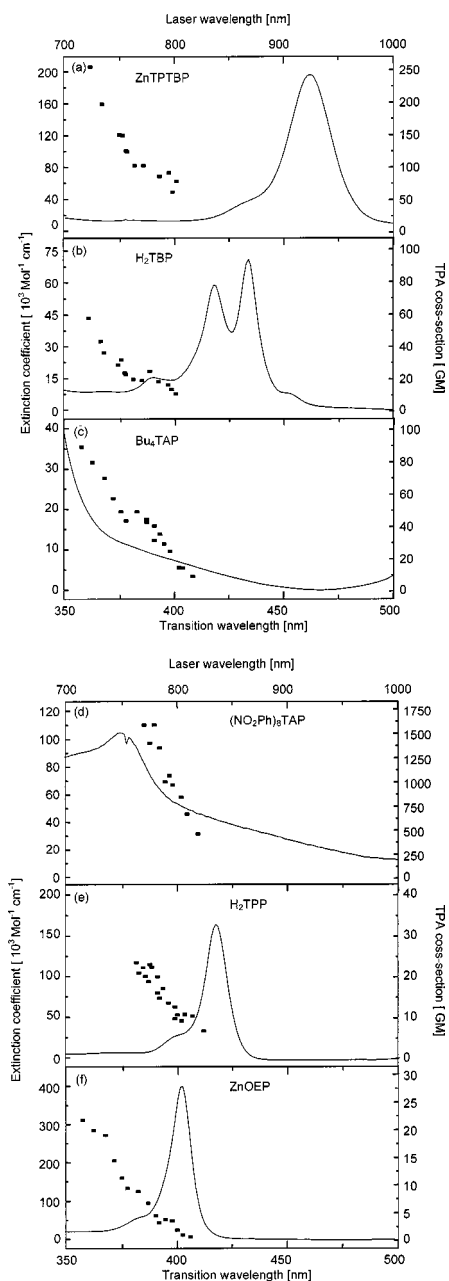 Laser wavelength [nm]
700 800 900 1000
(a) ZnTPTBP
200 160 120 80 40 0
250 200 150 100 50 25 0
(b) H2TBP
75 60 45 30 15 0
100 80 60 40 20 0
(c) Bu4TAP
40 30 20 10 0
100 80 60 40 20 0
Extinction coefficient [ 10³ Mol⁻¹ cm⁻¹]
TPA coss-section [ GM]
350 400 450 500
Transition wavelength [nm]
Laser wavelength [nm]
700 800 900 1000
(d) (NO2Ph)8TAP
120 100 80 60 40 20 0
1750 1500 1250 1000 750 500 250 0
(e) H2TPP
200 150 100 50 0
40 30 20 10 0
(f) ZnOEP
400 300 200 100 0
30 25 20 15 10 5 0
Extinction coefficient [ 10³ Mol⁻¹ cm⁻¹]
TPA coss-section [ GM]
350 400 450 500
Transition wavelength [nm]